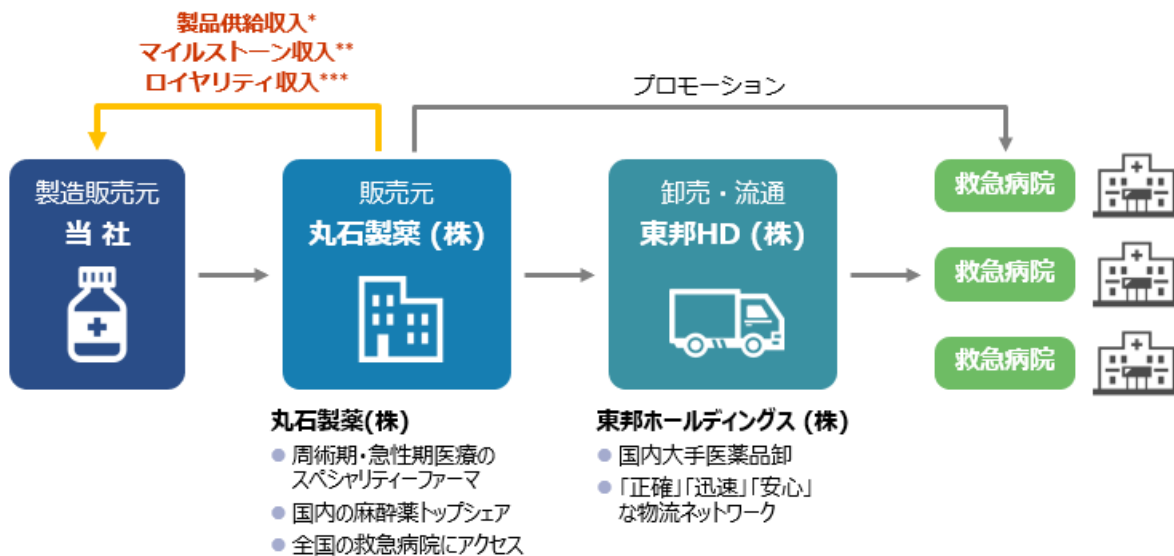 製品供給収入*
マイルストーン収入**
ロイヤリティ収入***
プロモーション
製造販売元
当 社
販売元
丸石製薬 (株)
卸売・流通
東邦HD (株)
救急病院
救急病院
救急病院
丸石製薬(株)
周術期・急性期医療の
スペシャリティーファーマ
国内の麻酔薬トップシェア
全国の救急病院にアクセス
東邦ホールディングス (株)
国内大手医薬品卸
「正確」「迅速」「安心」
な物流ネットワーク